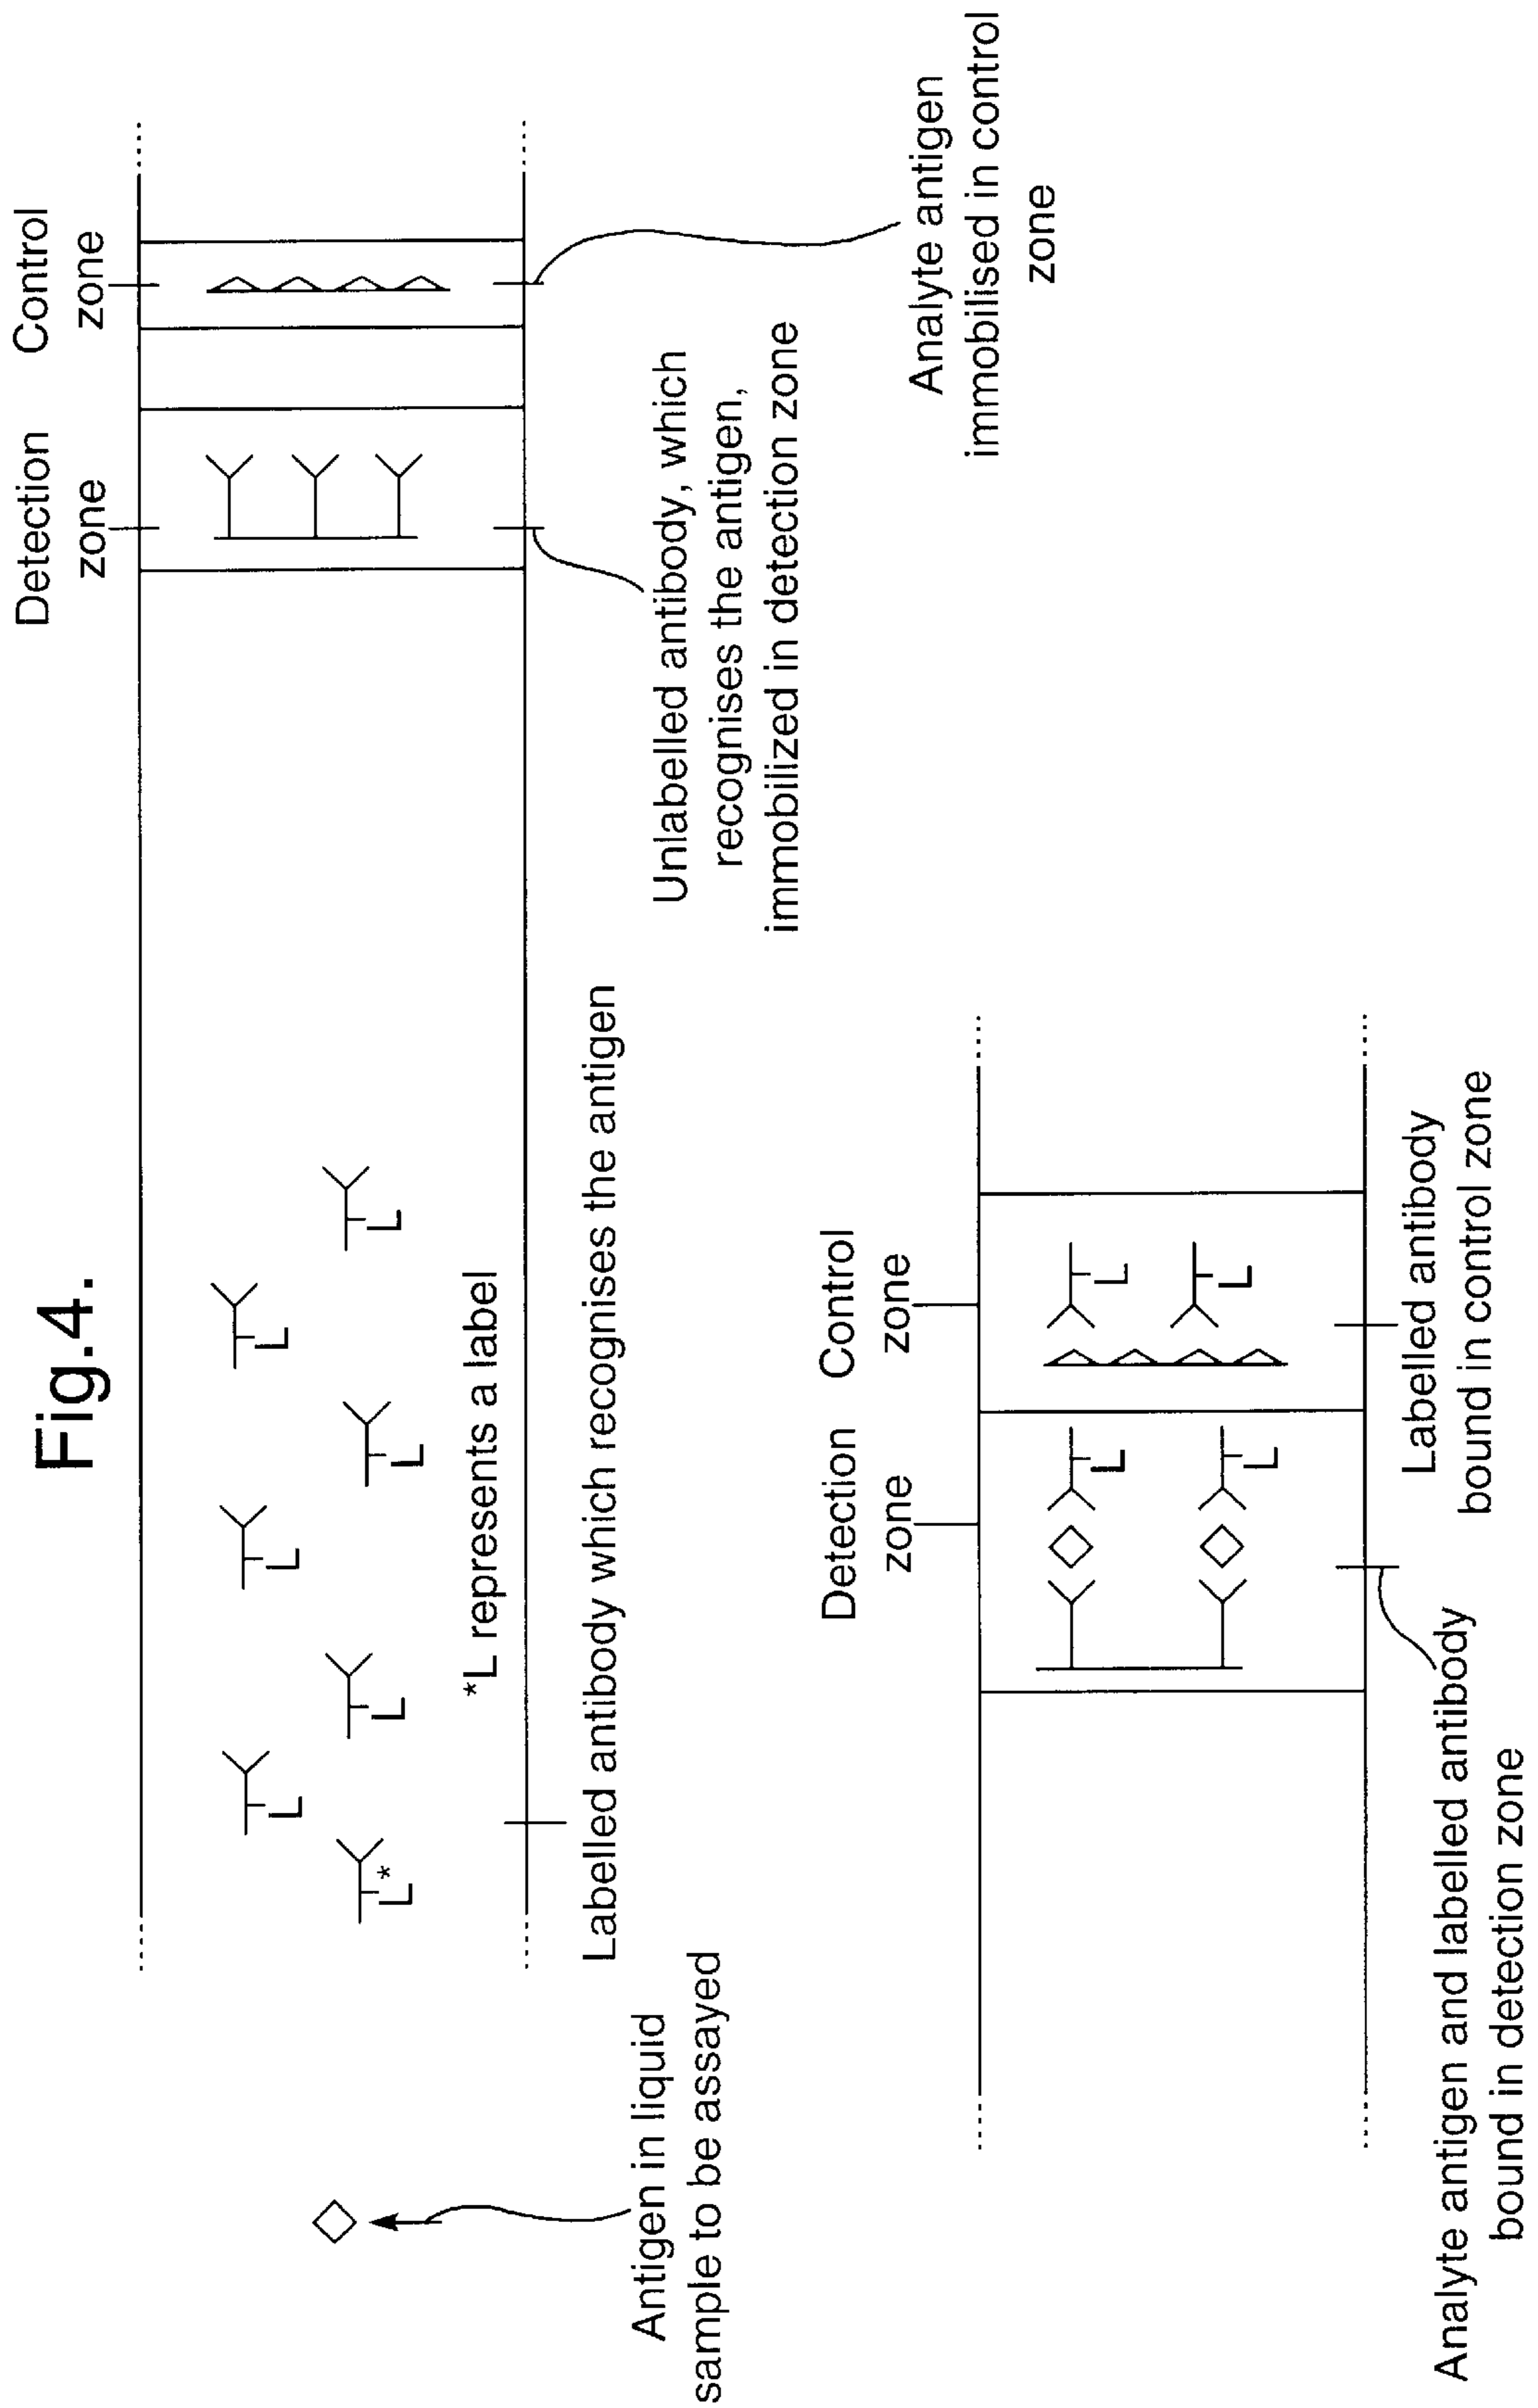 Fig.4.
Detection
zone
Control
zone
L
L
L
L
L
L
L*
*L represents a label
Antigen in liquid
sample to be assayed
Labelled antibody which recognises the antigen
Unlabelled antibody, which
recognises the antigen,
immobilized in detection zone
Analyte antigen
immobilised in control
zone
Detection
zone
Control
zone
L
L
L
L
Analyte antigen and labelled antibody
bound in detection zone
Labelled antibody
bound in control zone